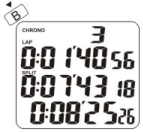 B
CHRONO
3
LAP
0:01'40 56
SPLIT
0:07'43 18
0:08'25 26